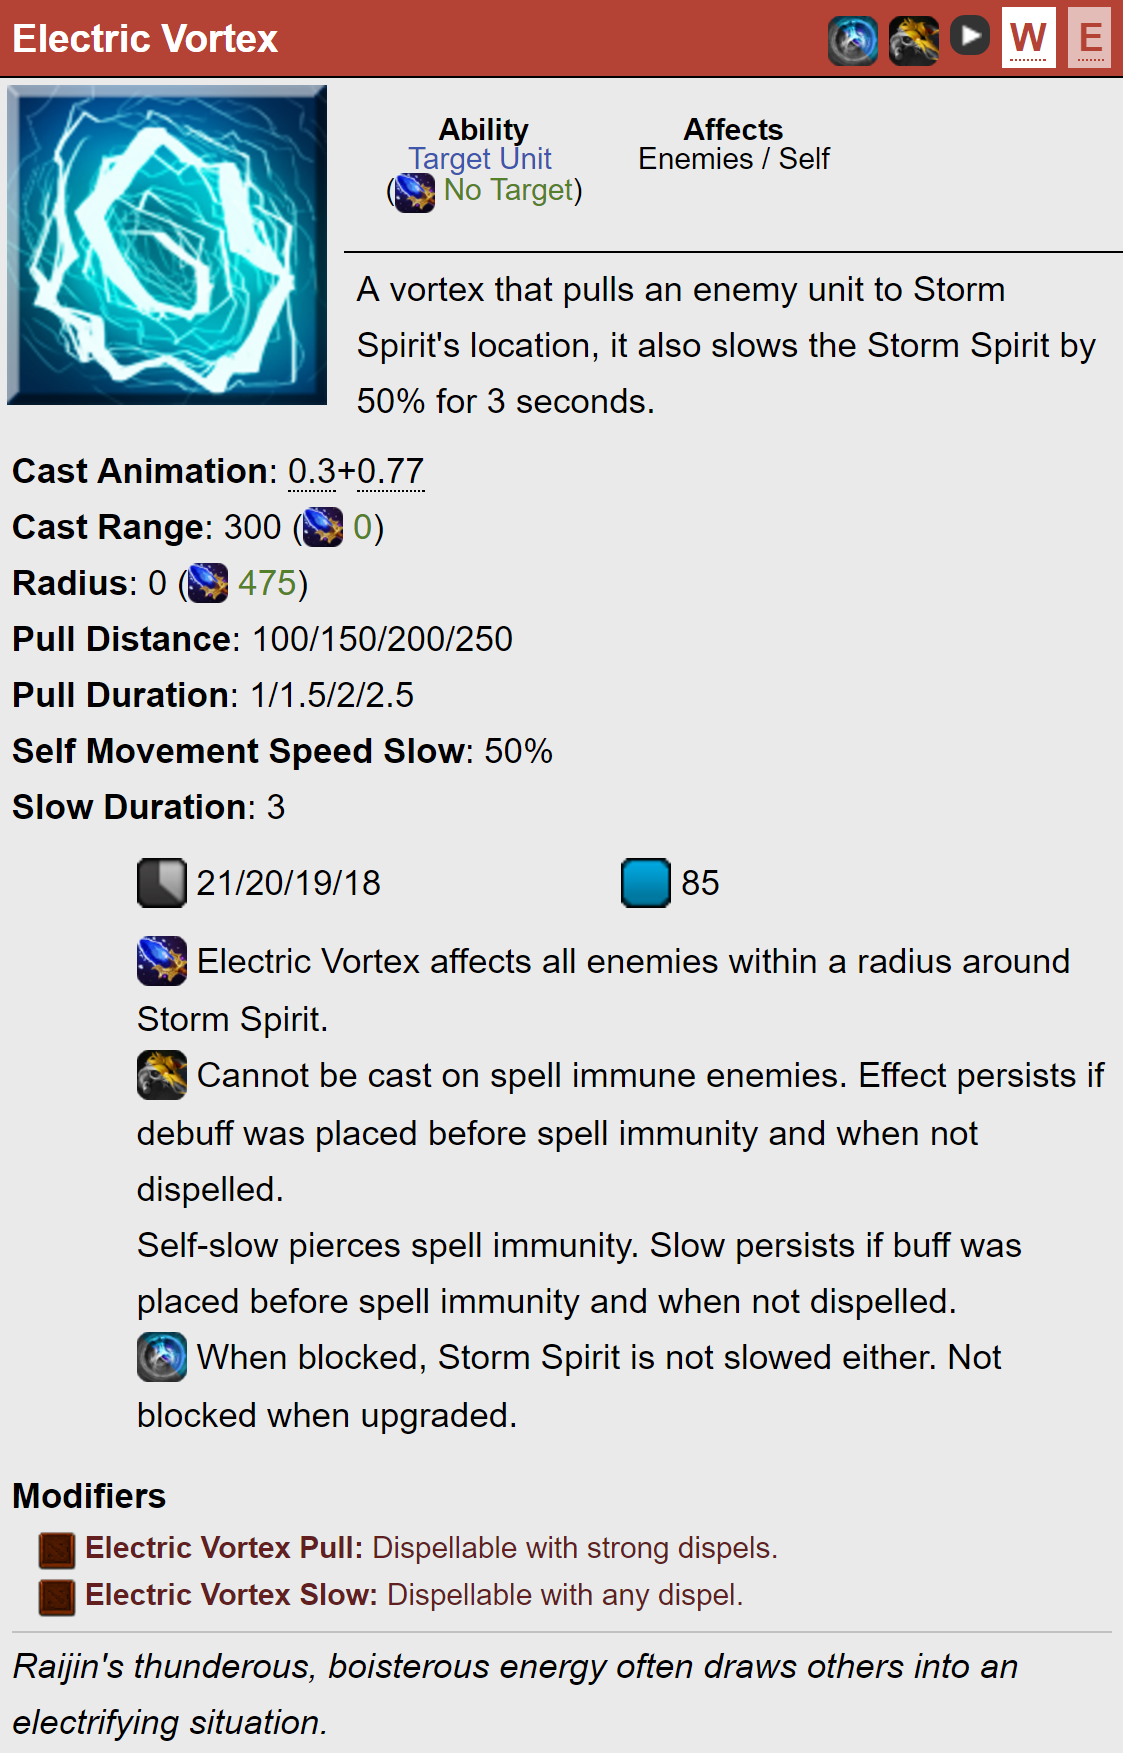 Electric Vortex
W E
Ability
Target Unit
( No Target)
Affects
Enemies / Self
A vortex that pulls an enemy unit to Storm
Spirit's location, it also slows the Storm Spirit by
50% for 3 seconds.
Cast Animation: 0.3+0.77
Cast Range: 300 ( 0)
Radius: 0 ( 475)
Pull Distance: 100/150/200/250
Pull Duration: 1/1.5/2/2.5
Self Movement Speed Slow: 50%
Slow Duration: 3
21/20/19/18 85
Electric Vortex affects all enemies within a radius around
Storm Spirit.
Cannot be cast on spell immune enemies. Effect persists if
debuff was placed before spell immunity and when not
dispelled.
Self-slow pierces spell immunity. Slow persists if buff was
placed before spell immunity and when not dispelled.
When blocked, Storm Spirit is not slowed either. Not
blocked when upgraded.
Modifiers
Electric Vortex Pull: Dispellable with strong dispels.
Electric Vortex Slow: Dispellable with any dispel.
Raijin's thunderous, boisterous energy often draws others into an
electrifying situation.